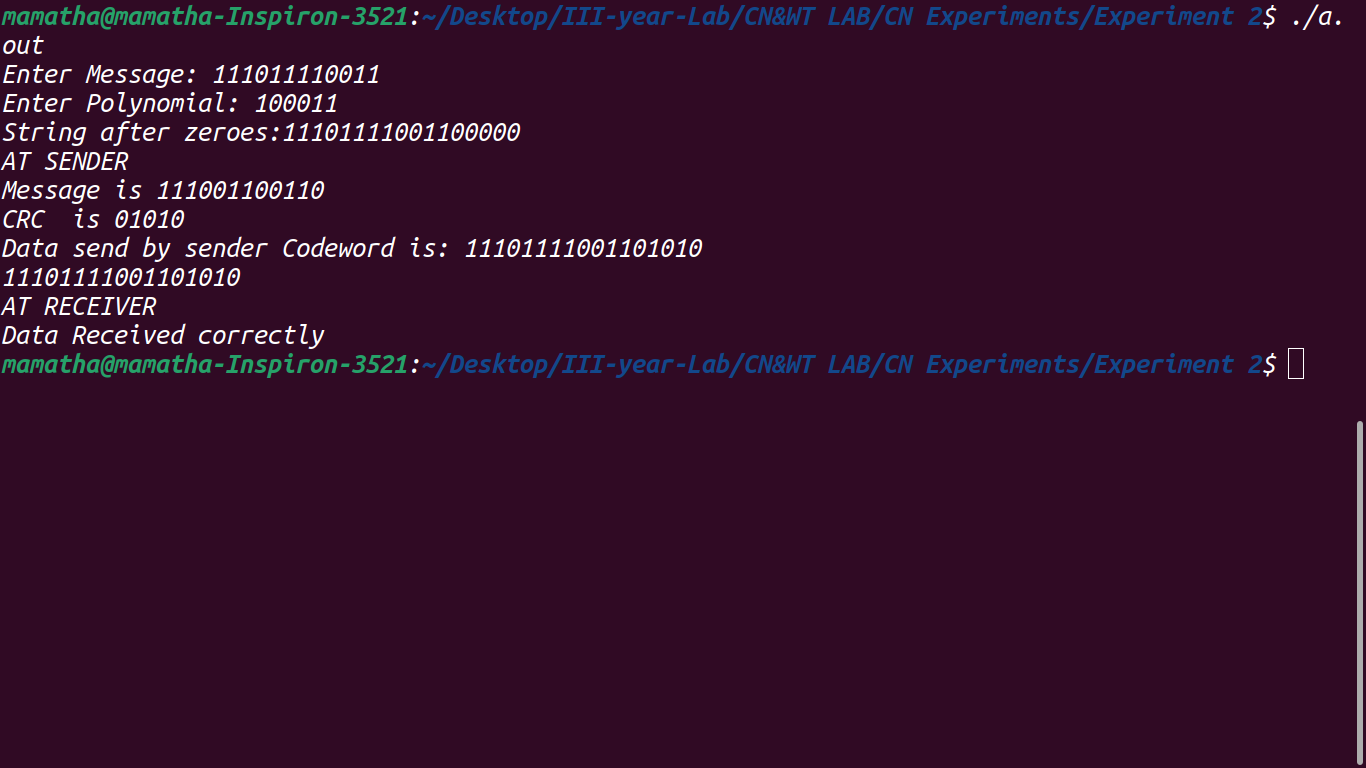 mamatha@mamatha-Inspiron-3521:~/Desktop/III-year-Lab/CN&WT LAB/CN Experiments/Experiment 2$ ./a.
out
Enter Message: 111011110011
Enter Polynomial: 100011
String after zeroes:11101111001100000
AT SENDER
Message is 111001100110
CRC  is 01010
Data send by sender Codeword is: 11101111001101010
11101111001101010
AT RECEIVER
Data Received correctly
mamatha@mamatha-Inspiron-3521:~/Desktop/III-year-Lab/CN&WT LAB/CN Experiments/Experiment 2$